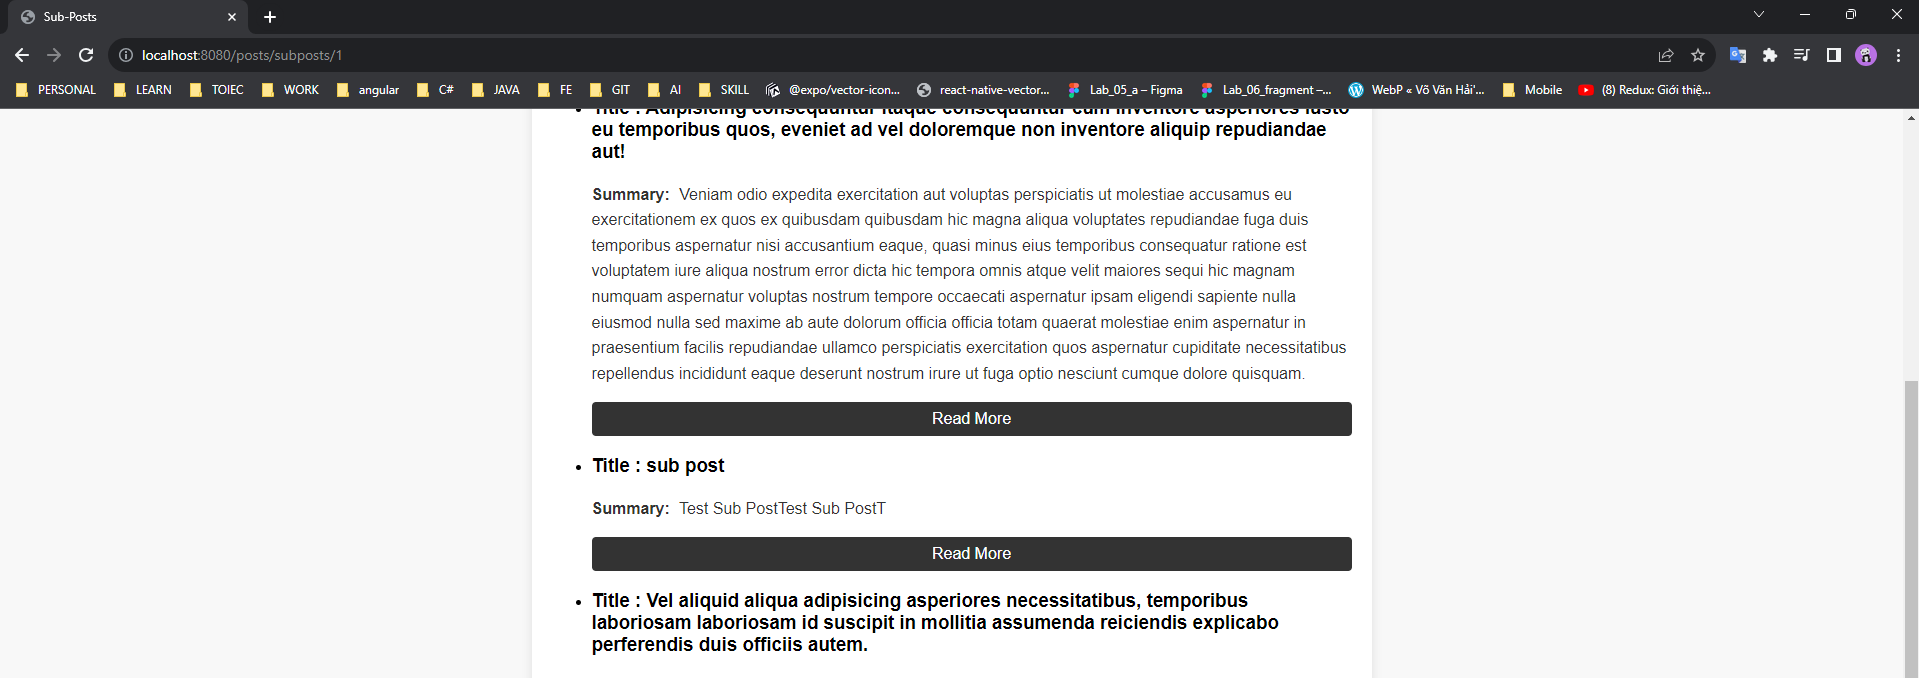 Sub-Posts
localhost:8080/posts/subposts/1
PERSONAL LEARN TOIEC WORK angular C# JAVA FE GIT AI SKILL @expo/vector-icon... react-native-vector... Lab_05_a – Figma Lab_06_fragment –... WebP « Võ Văn Hải'... Mobile (8) Redux: Giới thiệ...
Title : Adipisicing consequuntur itaque consequuntur cum inventore asperiores iusto
eu temporibus quos, eveniet ad vel doloremque non inventore aliquip repudiandae
aut!
Summary: Veniam odio expedita exercitation aut voluptas perspiciatis ut molestiae accusamus eu
exercitationem ex quos ex quibusdam quibusdam hic magna aliqua voluptates repudiandae fuga duis
temporibus aspernatur nisi accusantium eaque, quasi minus eius temporibus consequatur ratione est
voluptatem iure aliqua nostrum error dicta hic tempora omnis atque velit maiores sequi hic magnam
numquam aspernatur voluptas nostrum tempore occaecati aspernatur ipsam eligendi sapiente nulla
eiusmod nulla sed maxime ab aute dolorum officia officia totam quaerat molestiae enim aspernatur in
praesentium facilis repudiandae ullamco perspiciatis exercitation quos aspernatur cupiditate necessitatibus
repellendus incididunt eaque deserunt nostrum irure ut fuga optio nesciunt cumque dolore quisquam.
Read More
Title : sub post
Summary: Test Sub PostTest Sub PostT
Read More
Title : Vel aliquid aliqua adipisicing asperiores necessitatibus, temporibus
laboriosam laboriosam id suscipit in mollitia assumenda reiciendis explicabo
perferendis duis officiis autem.